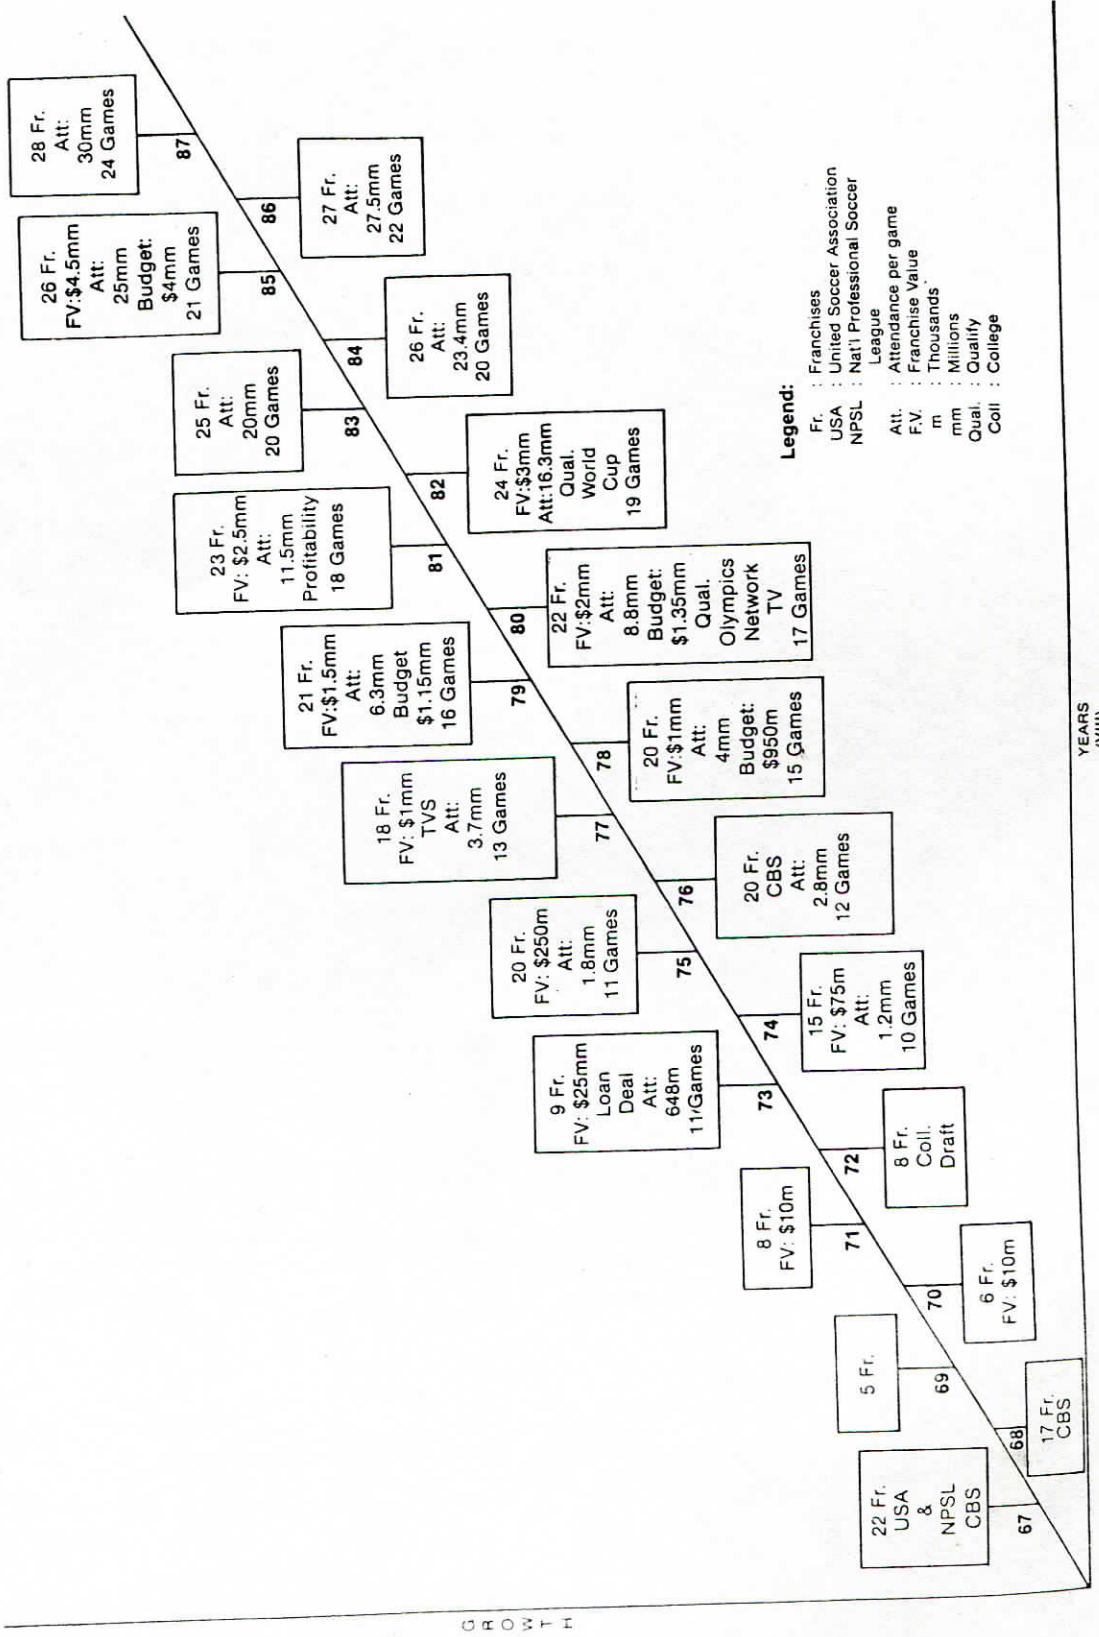 GROWTH
22 Fr.
USA
&
NPSL
CBS
67
68
17 Fr.
CBS
5 Fr.
69
70
6 Fr.
FV: $10m
8 Fr.
FV: $10m
71
72
8 Fr.
Coll.
Draft
9 Fr.
FV: $25mm
Loan
Deal
Att:
648m
11/Games
73
74
15 Fr.
FV: $75m
Att:
1.2mm
10 Games
20 Fr.
FV: $250m
Att:
1.8mm
11 Games
75
76
20 Fr.
CBS
Att:
2.8mm
12 Games
18 Fr.
FV: $1mm
TVS
Att:
3.7mm
13 Games
77
78
20 Fr.
FV:$1mm
Att:
4mm
Budget:
$950m
15 Games
21 Fr.
FV:$1.5mm
Att:
6.3mm
Budget
$1.15mm
16 Games
79
80
22 Fr.
FV:$2mm
Att:
8.8mm
Budget:
$1.35mm
Qual.
Olympics
Network
TV
17 Games
23 Fr.
FV: $2.5mm
Att:
11.5mm
Profitability
18 Games
81
82
24 Fr.
FV:$3mm
Att:16.3mm
Qual.
World
Cup
19 Games
25 Fr.
Att:
20mm
20 Games
83
84
26 Fr.
Att:
23.4mm
20 Games
26 Fr.
FV:$4.5mm
Att:
25mm
Budget:
$4mm
21 Games
85
86
27 Fr.
Att:
27.5mm
22 Games
28 Fr.
Att:
30mm
24 Games
87
Legend:
Fr. : Franchises
USA : United Soccer Association
NPSL : Nat'l Professional Soccer
League
Att. : Attendance per game
F.V. : Franchise Value
m : Thousands
mm : Millions
Qual. : Qualify
Coll : College
YEARS